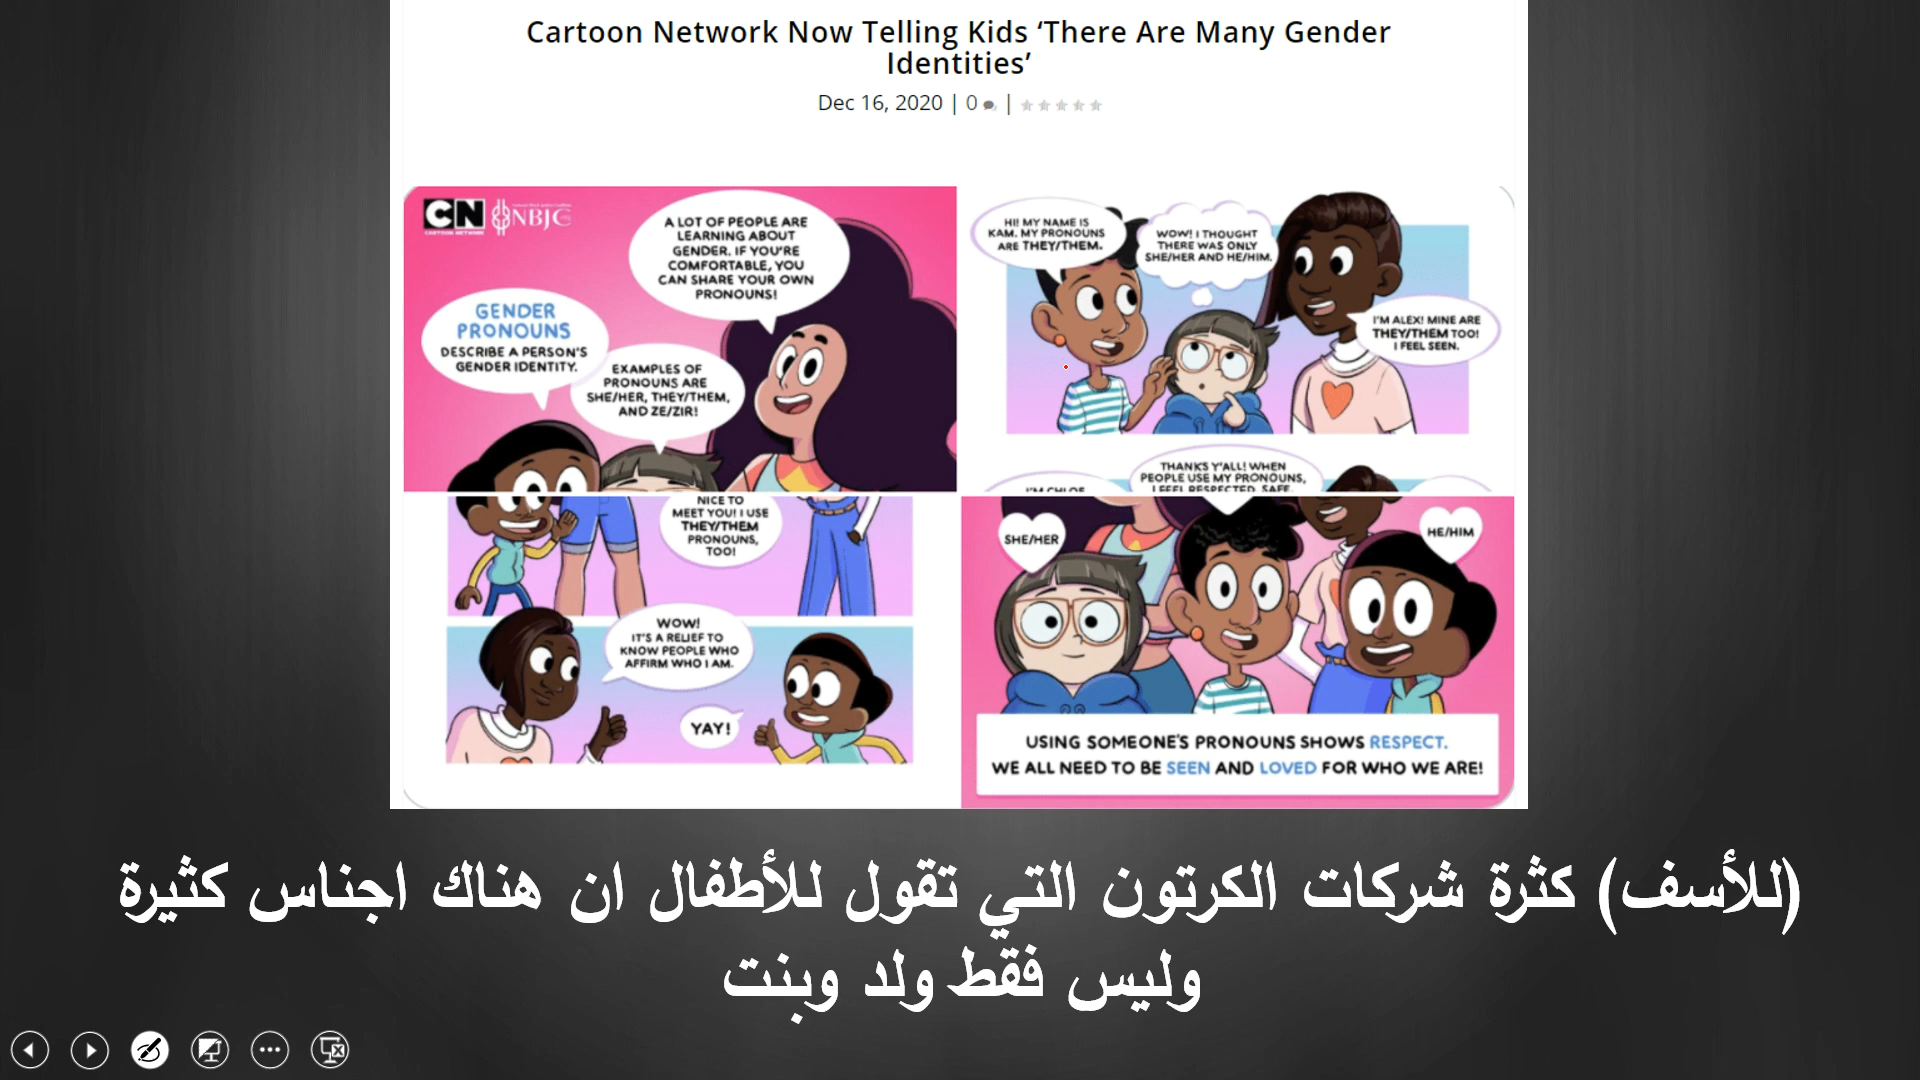 Cartoon Network Now Telling Kids ‘There Are Many Gender
Identities’
Dec 16, 2020 | 0 |
CN
CARTOON NETWORK
NBJC
A LOT OF PEOPLE ARE
LEARNING ABOUT
GENDER. IF YOU'RE
COMFORTABLE, YOU
CAN SHARE YOUR OWN
PRONOUNS!
GENDER
PRONOUNS
DESCRIBE A PERSON'S
GENDER IDENTITY.
EXAMPLES OF
PRONOUNS ARE
SHE/HER, THEY/THEM,
AND ZE/ZIR!
HI! MY NAME IS
KAM. MY PRONOUNS
ARE THEY/THEM.
WOW! I THOUGHT
THERE WAS ONLY
SHE/HER AND HE/HIM.
I'M ALEX! MINE ARE
THEY/THEM TOO!
I FEEL SEEN.
I'M CHLOE
THANKS Y'ALL! WHEN
PEOPLE USE MY PRONOUNS,
I FEEL RESPECTED, SAFE,
NICE TO
MEET YOU! I USE
THEY/THEM
PRONOUNS,
TOO!
WOW!
IT'S A RELIEF TO
KNOW PEOPLE WHO
AFFIRM WHO I AM.
YAY!
SHE/HER
HE/HIM
USING SOMEONE'S PRONOUNS SHOWS RESPECT.
WE ALL NEED TO BE SEEN AND LOVED FOR WHO WE ARE!
(للأسف) كثرة شركات الكرتون التي تقول للأطفال ان هناك اجناس كثيرة
وليس فقط ولد وبنت